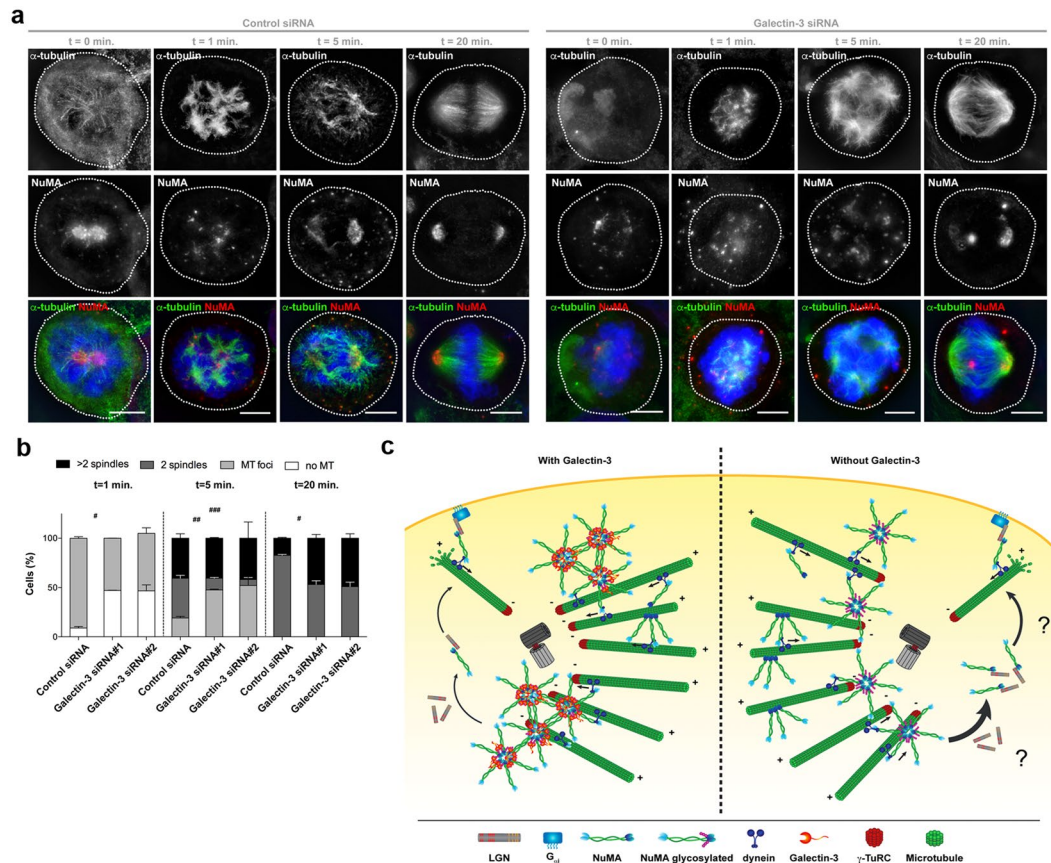 a
Control siRNA
Galectin-3 siRNA
t = 0 min.
t = 1 min.
t = 5 min.
t = 20 min.
t = 0 min.
t = 1 min.
t = 5 min.
t = 20 min.
α-tubulin
α-tubulin
α-tubulin
α-tubulin
α-tubulin
α-tubulin
α-tubulin
α-tubulin
NuMA
NuMA
NuMA
NuMA
NuMA
NuMA
NuMA
NuMA
α-tubulin NuMA
α-tubulin NuMA
α-tubulin NuMA
α-tubulin NuMA
α-tubulin NuMA
α-tubulin NuMA
α-tubulin NuMA
α-tubulin NuMA
b
>2 spindles
2 spindles
MT foci
no MT
t=1 min.
t=5 min.
t=20 min.
#
##
###
#
Cells (%)
100
50
0
Control siRNA
Galectin-3 siRNA#1
Galectin-3 siRNA#2
Control siRNA
Galectin-3 siRNA#1
Galectin-3 siRNA#2
Control siRNA
Galectin-3 siRNA#1
Galectin-3 siRNA#2
c
With Galectin-3
Without Galectin-3
?
?
LGN
Gαi
NuMA
NuMA glycosylated
dynein
Galectin-3
γ-TuRC
Microtubule